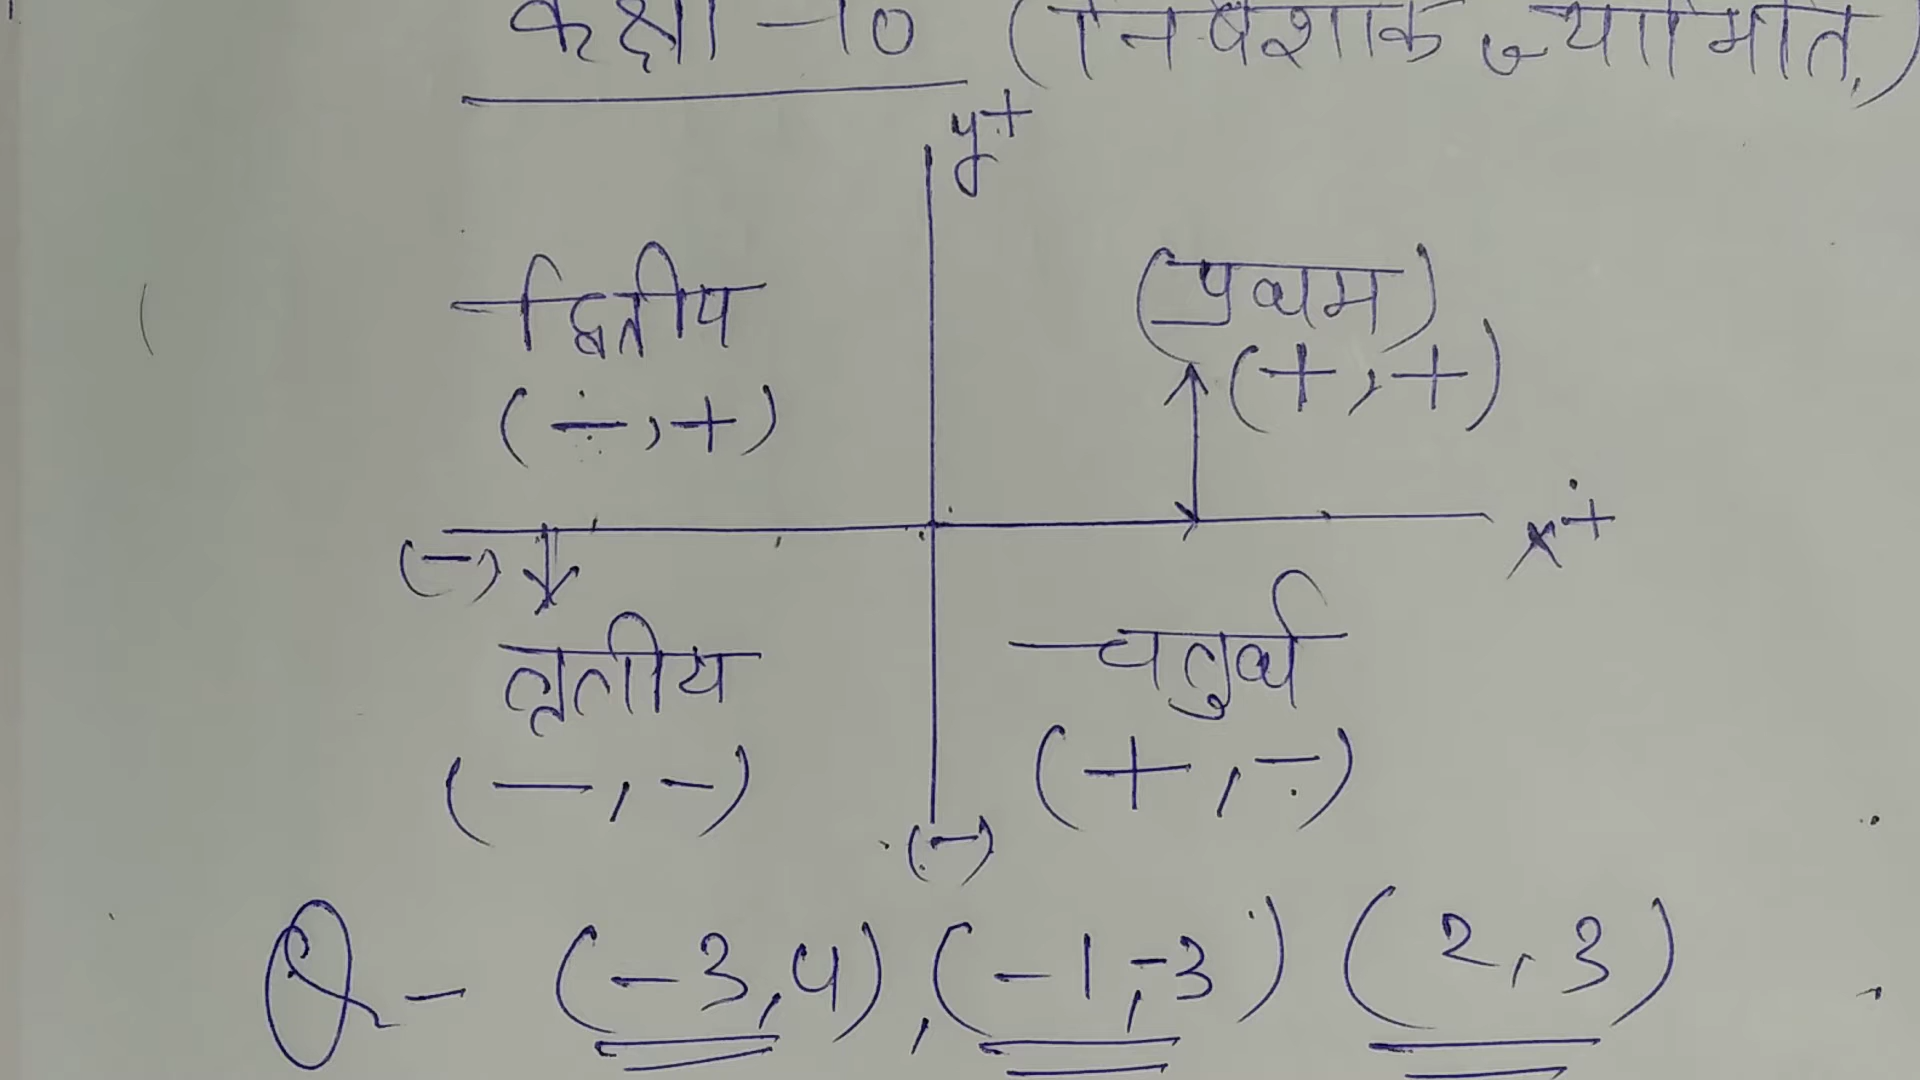 कक्षा -10 (निर्देशांक ज्यामिति)
y+
द्वितीय (प्रथम)
(-,+) (+,+)
(-) x+
तृतीय चतुर्थ
(-,-) (+,-)
(-)
Q- (-3,4),(-1,-3) (2,3)